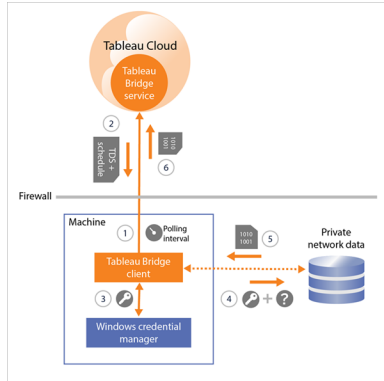 Tableau Cloud
Tableau
Bridge
service
2
TDS +
schedule
1010
1001
6
Firewall
Machine
1
Polling
interval
1010
1001
5
Private
network data
Tableau Bridge
client
3
4
+
?
Windows credential
manager